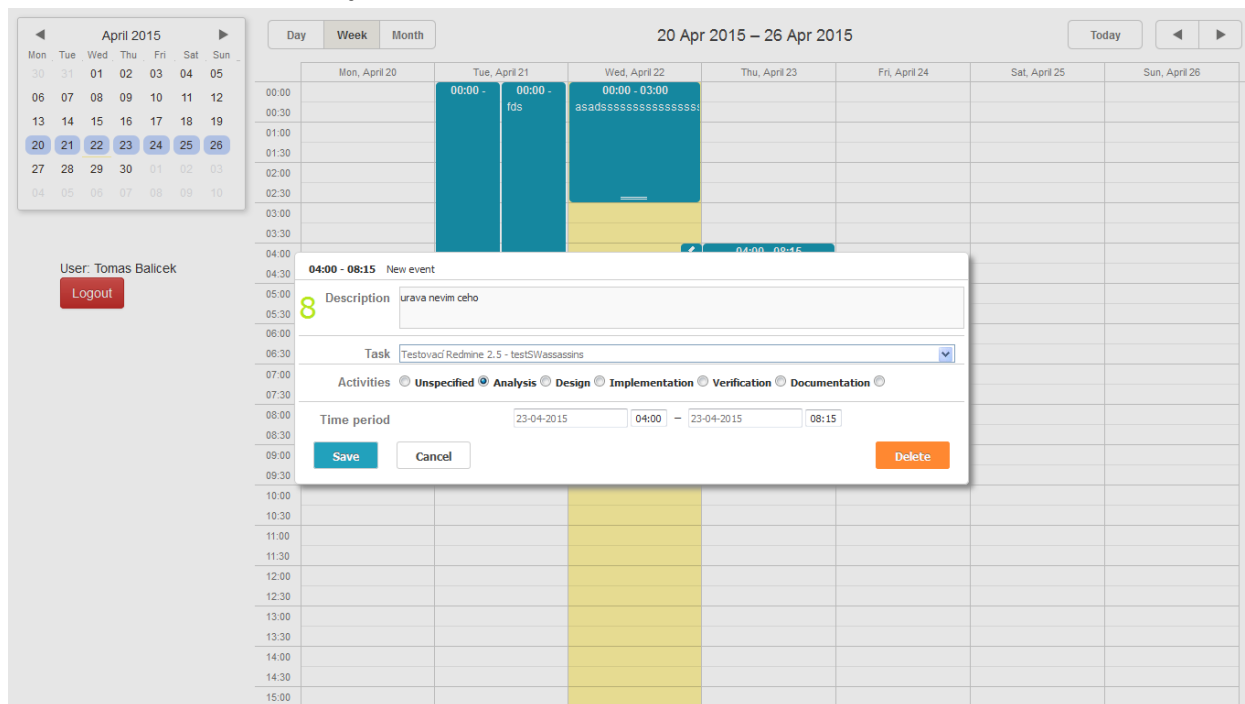 April 2015
Mon Tue Wed Thu Fri Sat Sun
30 31 01 02 03 04 05
06 07 08 09 10 11 12
13 14 15 16 17 18 19
20 21 22 23 24 25 26
27 28 29 30 01 02 03
04 05 06 07 08 09 10
User: Tomas Balicek
Logout
Day Week Month
20 Apr 2015 – 26 Apr 2015
Today
Mon, April 20 Tue, April 21 Wed, April 22 Thu, April 23 Fri, April 24 Sat, April 25 Sun, April 26
00:00
00:30
01:00
01:30
02:00
02:30
03:00
03:30
04:00
04:30
05:00
05:30
06:00
06:30
07:00
07:30
08:00
08:30
09:00
09:30
10:00
10:30
11:00
11:30
12:00
12:30
13:00
13:30
14:00
14:30
15:00
00:00 -
00:00 -
fds
00:00 - 03:00
04:00 - 08:15
04:00 - 08:15 New event
8
Description urava nevim ceho
Task Testovací Redmine 2.5 - testSWassassins
Activities Unspecified Analysis Design Implementation Verification Documentation
Time period 23-04-2015 04:00 – 23-04-2015 08:15
Save Cancel Delete